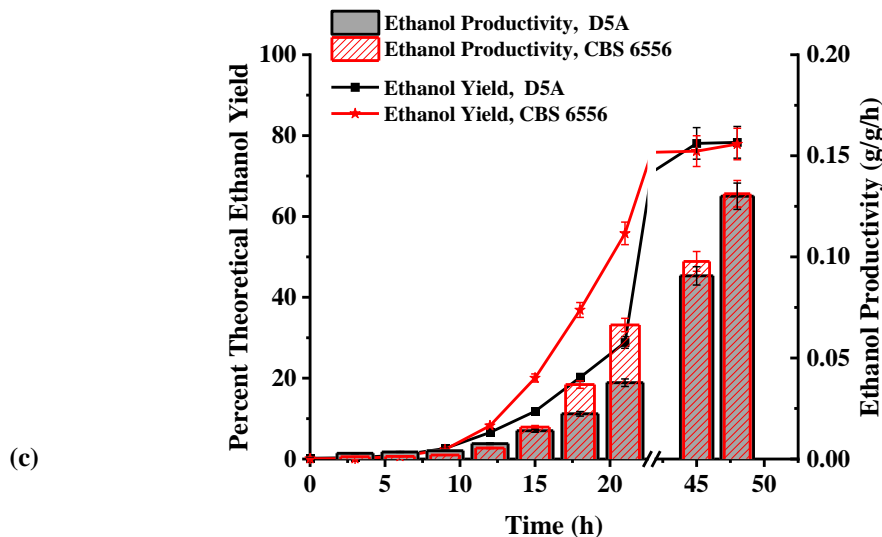 Ethanol Productivity, D5A
Ethanol Productivity, CBS 6556
Ethanol Yield, D5A
Ethanol Yield, CBS 6556
Percent Theoretical Ethanol Yield
100
80
60
40
20
0
0.20
0.15
0.10
0.05
0.00
Ethanol Productivity (g/g/h)
0 5 10 15 20 45 50
Time (h)
(c)